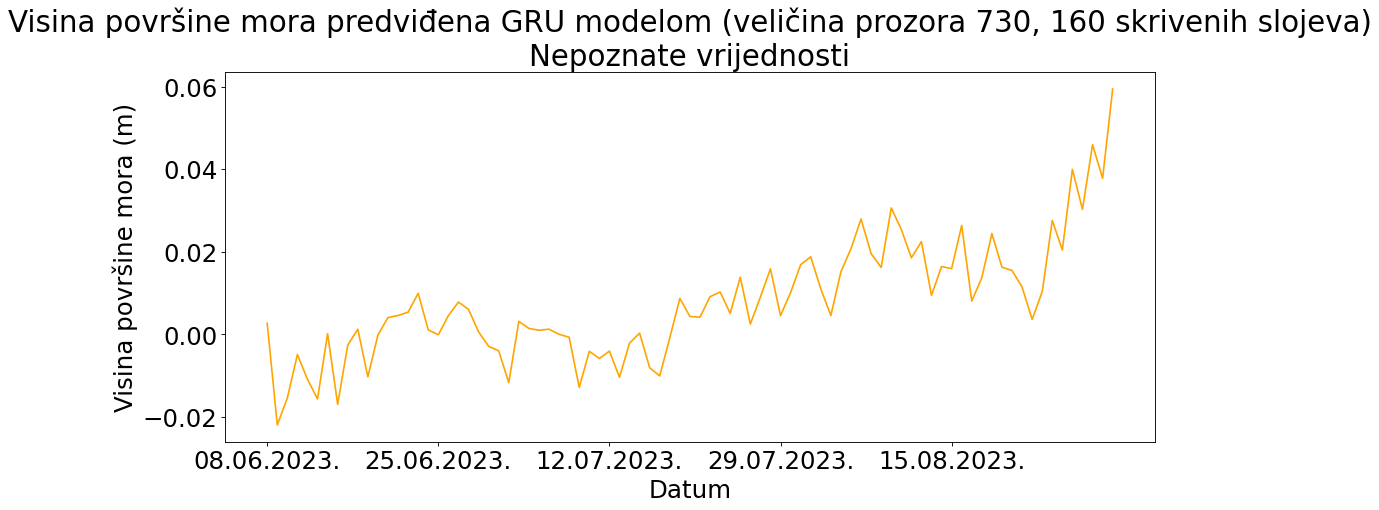 Visina površine mora predviđena GRU modelom (veličina prozora 730, 160 skrivenih slojeva)
Nepoznate vrijednosti
Visina površine mora (m)
0.06
0.04
0.02
0.00
−0.02
08.06.2023. 25.06.2023. 12.07.2023. 29.07.2023. 15.08.2023.
Datum